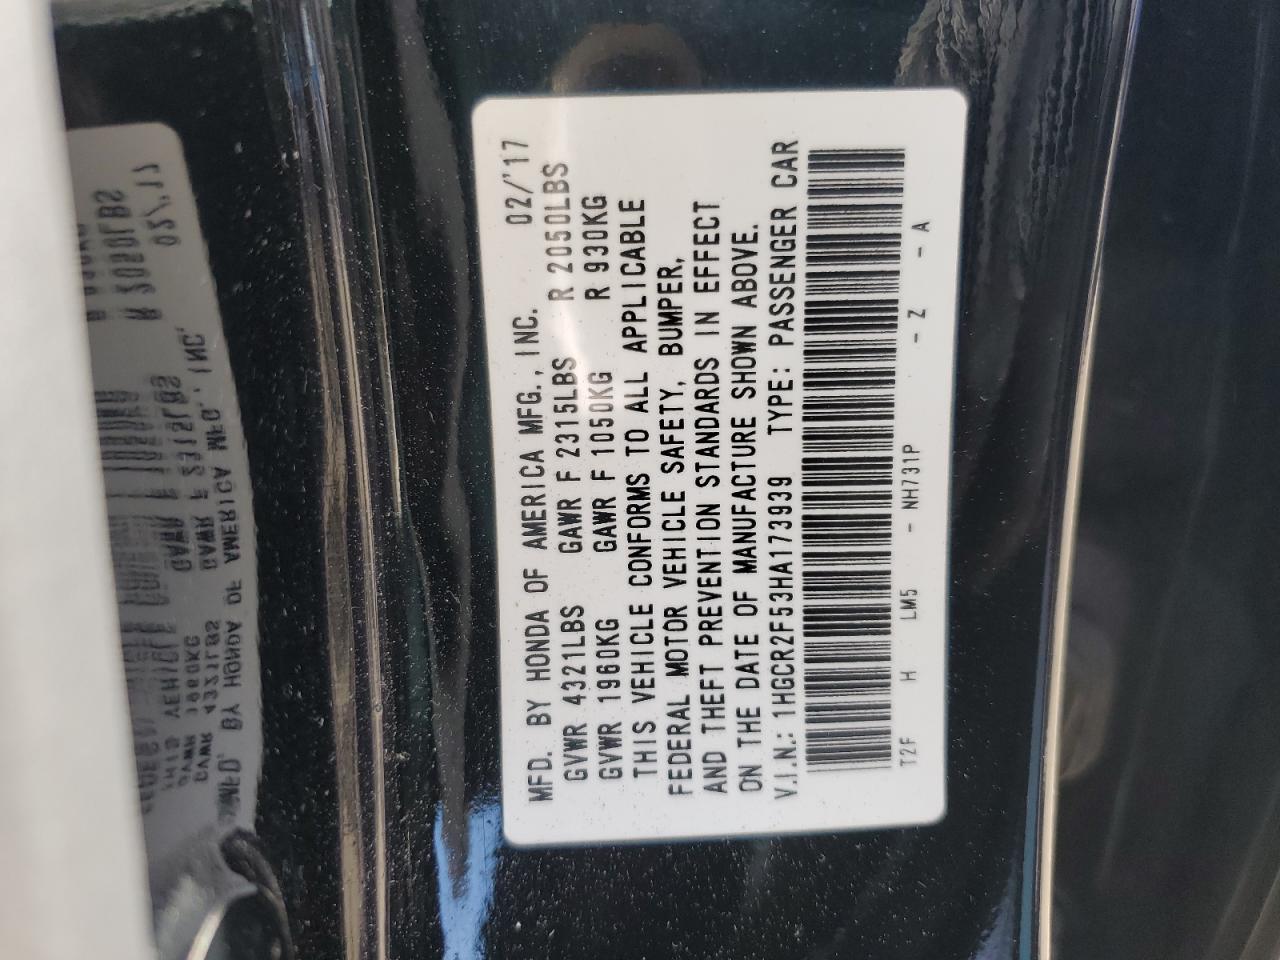 MFD. BY HONDA OF AMERICA MFG., INC. 02/'17
GVWR 4321LBS GAWR F 2315LBS R 2050LBS
GVWR 1960KG GAWR F 1050KG R 930KG
THIS VEHICLE CONFORMS TO ALL APPLICABLE
FEDERAL MOTOR VEHICLE SAFETY, BUMPER,
AND THEFT PREVENTION STANDARDS IN EFFECT
ON THE DATE OF MANUFACTURE SHOWN ABOVE.
V.I.N.: 1HGCR2F53HA173939 TYPE: PASSENGER CAR
T2F H LM5 - NH731P - Z - A